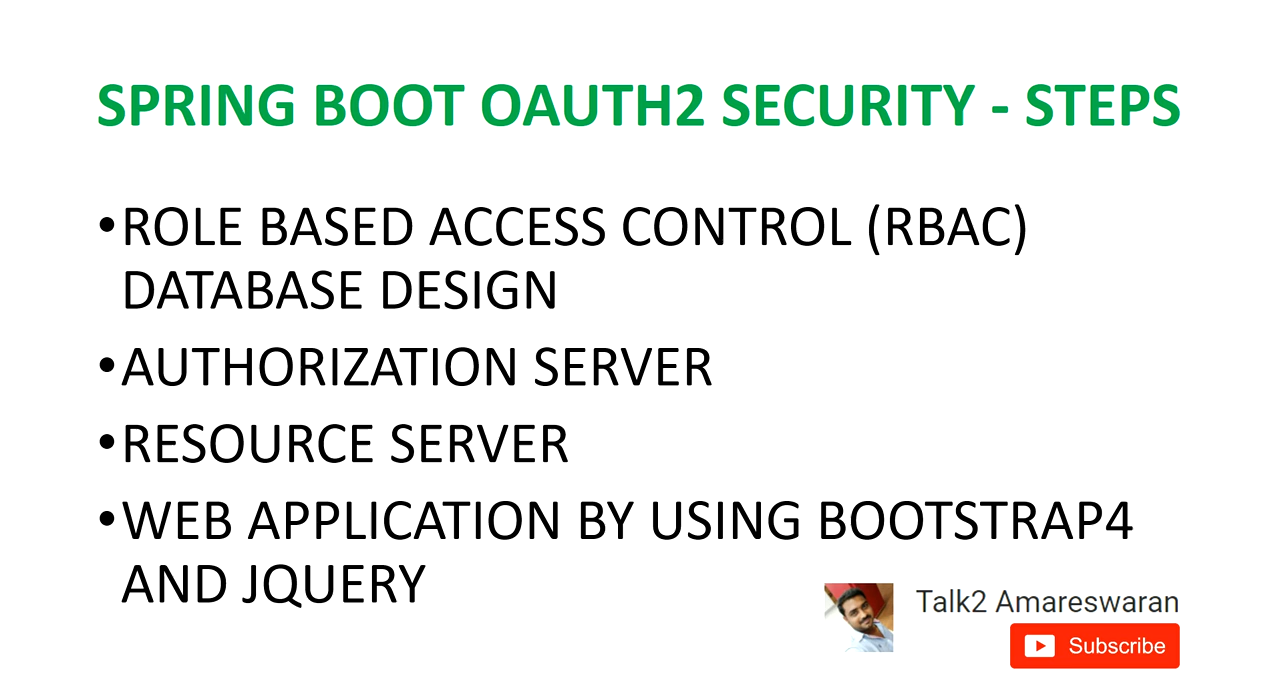 SPRING BOOT OAUTH2 SECURITY - STEPS
•ROLE BASED ACCESS CONTROL (RBAC)
DATABASE DESIGN
•AUTHORIZATION SERVER
•RESOURCE SERVER
•WEB APPLICATION BY USING BOOTSTRAP4
AND JQUERY
Talk2 Amareswaran
Subscribe